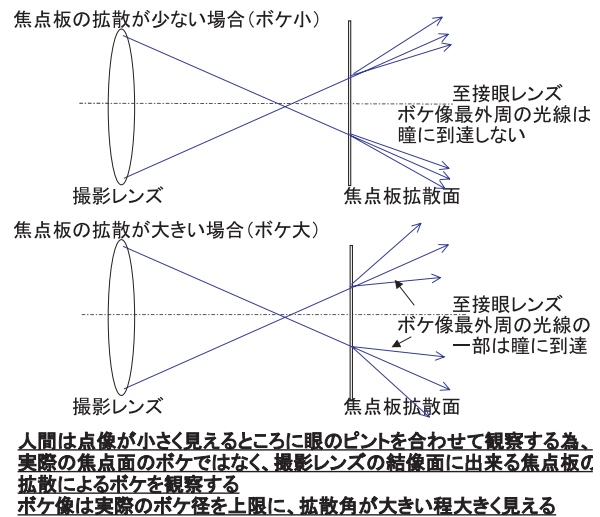 焦点板の拡散が少ない場合(ボケ小)
至接眼レンズ
ボケ像最外周の光線は
瞳に到達しない
撮影レンズ
焦点板拡散面
焦点板の拡散が大きい場合(ボケ大)
至接眼レンズ
ボケ像最外周の光線の
一部は瞳に到達
撮影レンズ
焦点板拡散面
人間は点像が小さく見えるところに眼のピントを合わせて観察する為、
実際の焦点面のボケではなく、撮影レンズの結像面に出来る焦点板の
拡散によるボケを観察する
ボケ像は実際のボケ径を上限に、拡散角が大きい程大きく見える